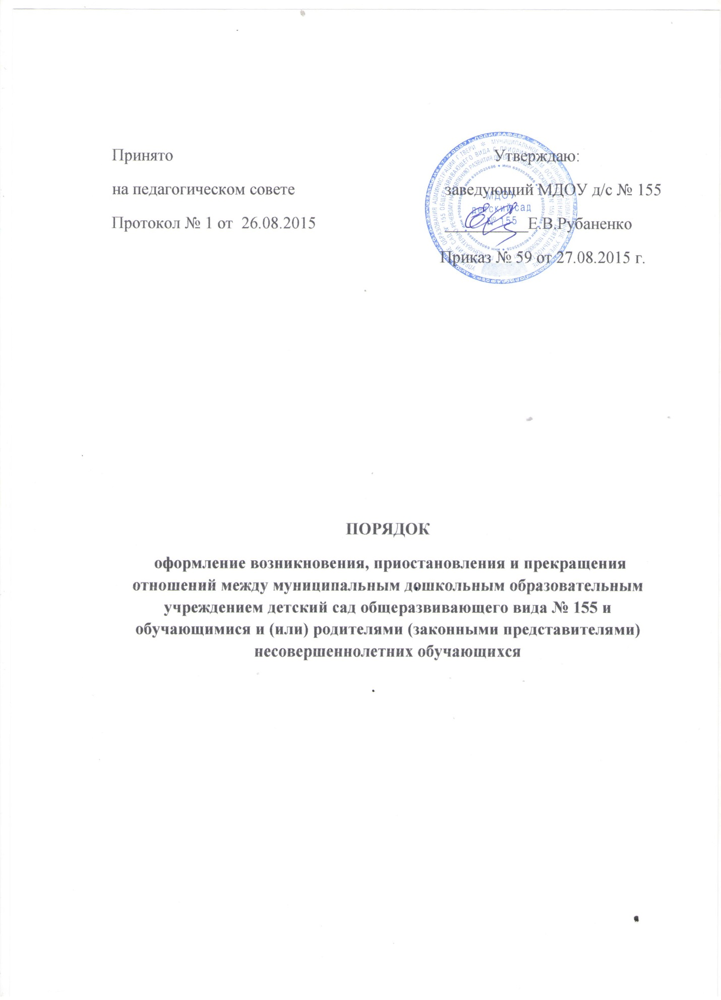 Принято Утверждаю:
на педагогическом совете заведующий МДОУ д/с № 155
Протокол № 1 от 26.08.2015 ___________Е.В.Рубаненко
Приказ № 59 от 27.08.2015 г.
МДОУ
детский сад
№ 155
ПОРЯДОК
оформление возникновения, приостановления и прекращения
отношений между муниципальным дошкольным образовательным
учреждением детский сад общеразвивающего вида № 155 и
обучающимися и (или) родителями (законными представителями)
несовершеннолетних обучающихся